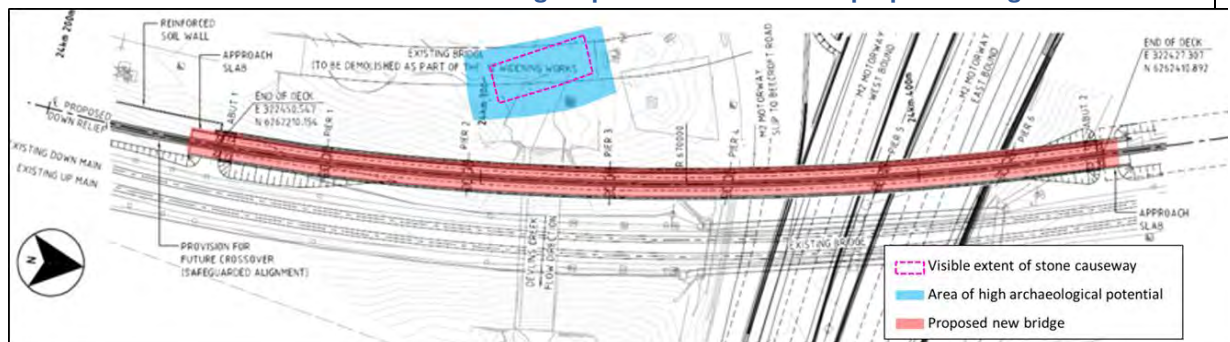 REINFORCED
SOIL WALL
24km 200m
APPROACH
SLAB
EXISTING BRIDGE
(TO BE DEMOLISHED AS PART OF THE WIDENING WORKS
END OF DECK
E 322450.547
N 6262210.154
PROPOSED
DOWN RELIEF
EXISTING DOWN MAIN
EXISTING UP MAIN
ABUT 1
PIER 1
PIER 2
PIER 3
R 670000
PIER 4
M2 MOTORWAY
SLIP TO BEECROFT ROAD
M2 MOTORWAY
WEST BOUND
24km 400m
M2 MOTORWAY
EAST BOUND
PIER 5
PIER 6
ABUT 2
END OF DECK
E 322427.307
N 6262410.892
APPROACH
SLAB
PROVISION FOR
FUTURE CROSSOVER
(SAFEGUARDED ALIGNMENT)
DEVLINS CREEK
FLOW DIRECTION
EXISTING BRIDGE
N
Visible extent of stone causeway
Area of high archaeological potential
Proposed new bridge